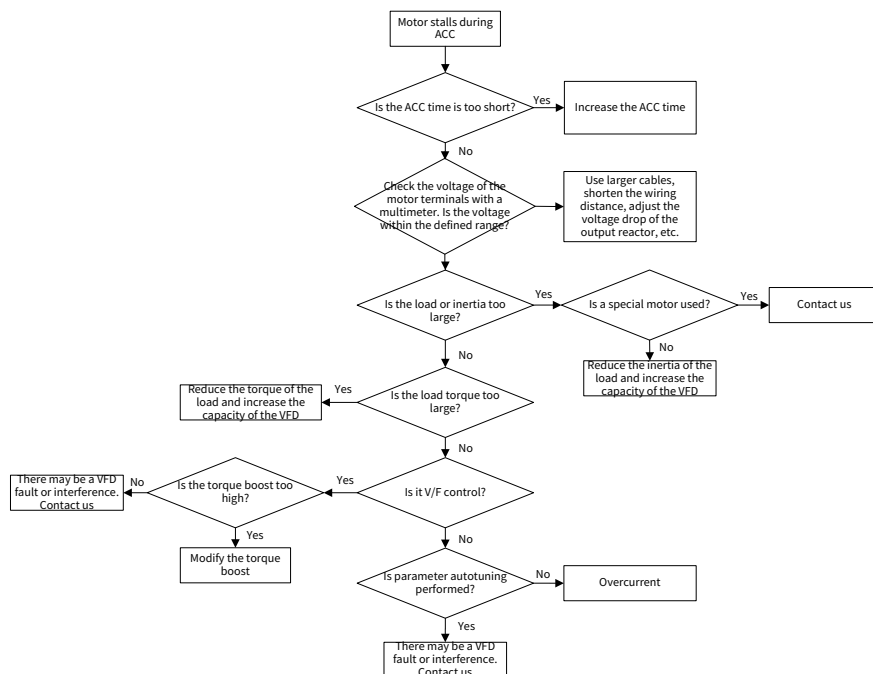 Motor stalls during
ACC
Is the ACC time is too short?
Yes
Increase the ACC time
No
Check the voltage of the
motor terminals with a
multimeter. Is the voltage
within the defined range?
Use larger cables,
shorten the wiring
distance, adjust the
voltage drop of the
output reactor, etc.
Is the load or inertia too
large?
Yes
Is a special motor used?
Yes
Contact us
No
No
Reduce the inertia of the
load and increase the
capacity of the VFD
Reduce the torque of the
load and increase the
capacity of the VFD
Yes
Is the load torque too
large?
No
There may be a VFD
fault or interference.
Contact us
No
Is the torque boost too
high?
Yes
Is it V/F control?
Yes
No
Modify the torque
boost
Is parameter autotuning
performed?
No
Overcurrent
Yes
There may be a VFD
fault or interference.
Contact us